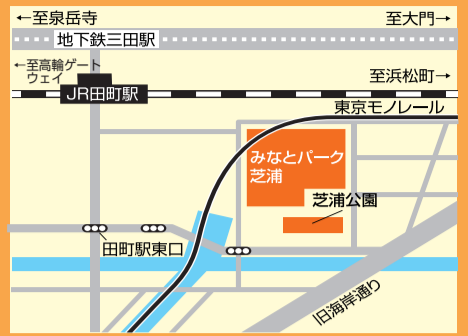 ←至泉岳寺
至大門→
地下鉄三田駅
←至高輪ゲート
ウェイ
至浜松町→
JR田町駅
東京モノレール
みなとパーク
芝浦
芝浦公園
田町駅東口
旧海岸通り